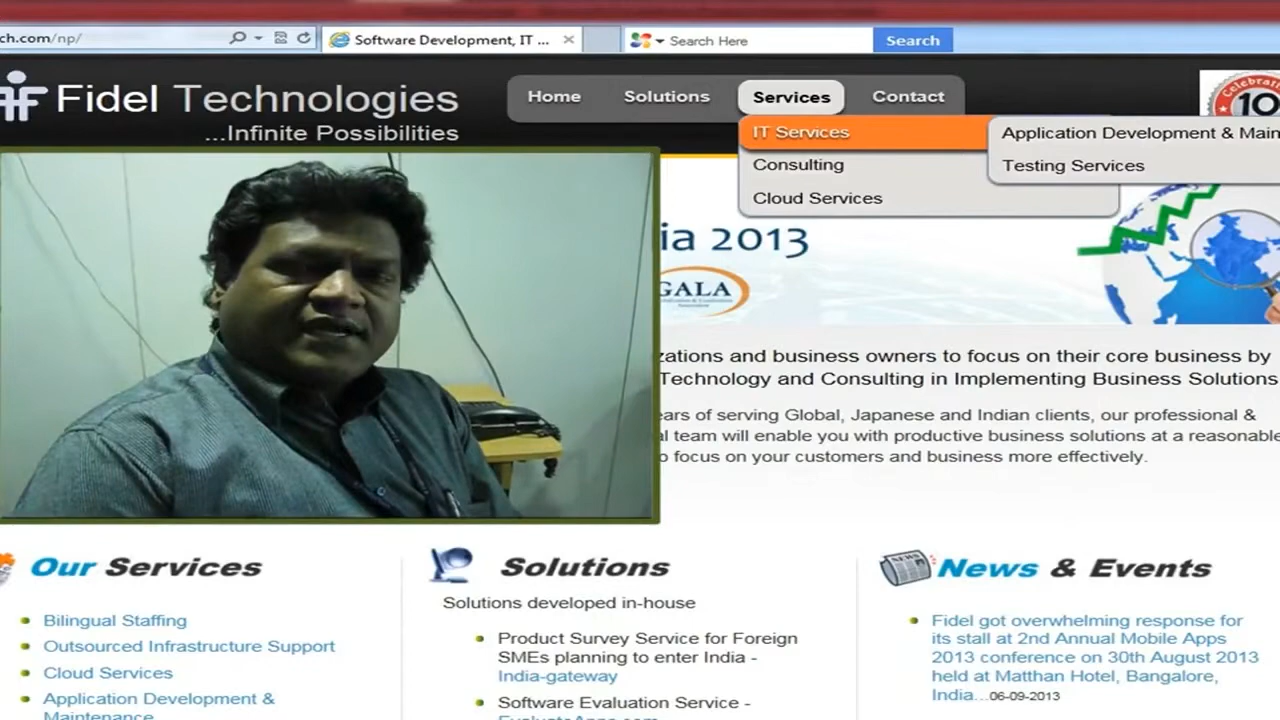 ch.com/np/
Software Development, IT ...
Search Here
Search
Fidel Technologies
...Infinite Possibilities
Home
Solutions
Services
Contact
10
IT Services
Consulting
Cloud Services
Application Development & Main
Testing Services
ia 2013
GALA
zations and business owners to focus on their core business by
Technology and Consulting in Implementing Business Solutions
ears of serving Global, Japanese and Indian clients, our professional &
al team will enable you with productive business solutions at a reasonable
o focus on your customers and business more effectively.
Our Services
Bilingual Staffing
Outsourced Infrastructure Support
Cloud Services
Application Development &
Maintenance
Solutions
Solutions developed in-house
Product Survey Service for Foreign
SMEs planning to enter India -
India-gateway
Software Evaluation Service -
EvaluateApps.com
NEWS
News & Events
Fidel got overwhelming response for
its stall at 2nd Annual Mobile Apps
2013 conference on 30th August 2013
held at Matthan Hotel, Bangalore,
India...06-09-2013